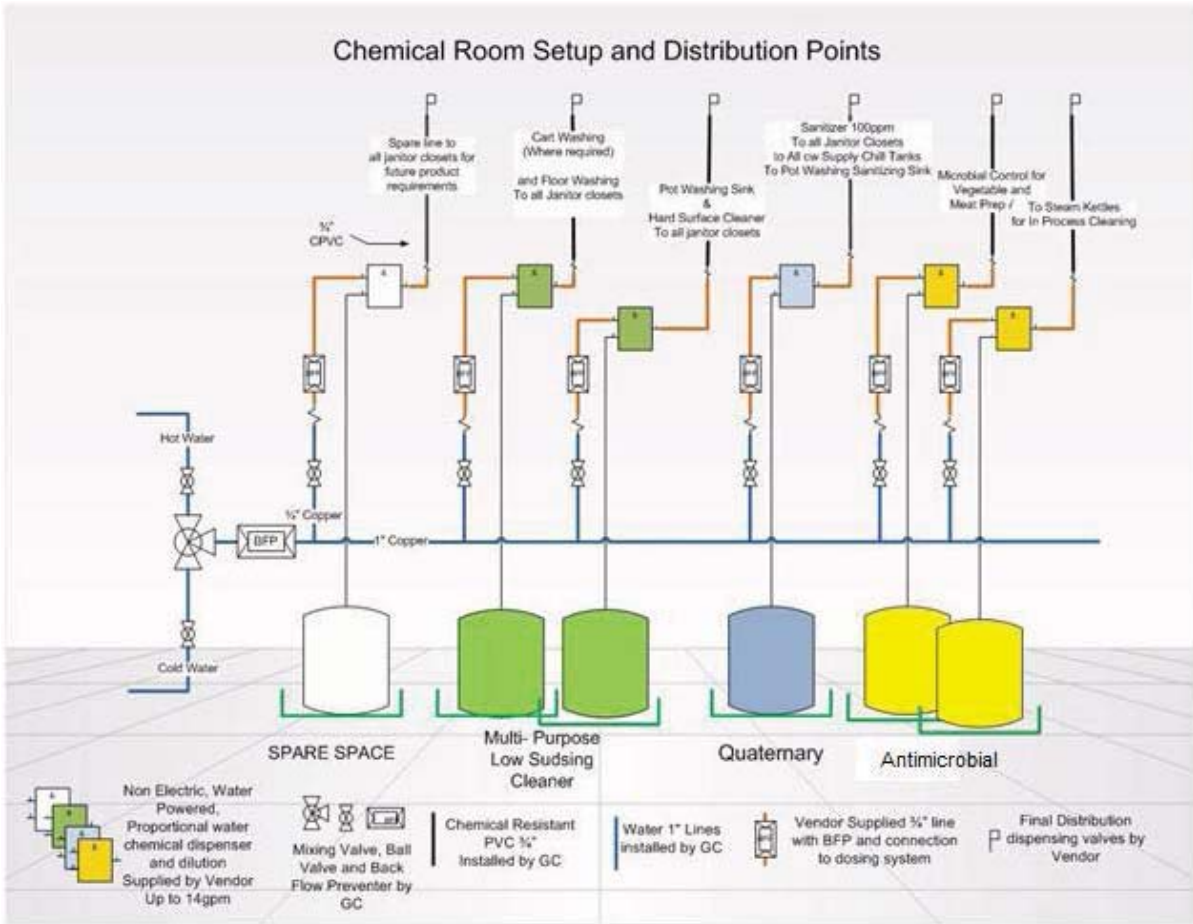 Chemical Room Setup and Distribution Points
Spare line to
all janitor closets for
future product
requirements
Cart Washing
(Where required)
and Floor Washing
To all Janitor closets
Pot Washing Sink
&
Hard Surface Cleaner
To all janitor closets
Sanitizer 100ppm
To all Janitor Closets
to All cw Supply Chill Tanks
To Pot Washing Sanitizing Sink
Microbial Control for
Vegetable and
Meat Prep
To Steam Kettles
for In Process Cleaning
¾"
CPVC
BFP
BFP
BFP
BFP
BFP
BFP
Hot Water
¾" Copper
BFP
1" Copper
Cold Water
SPARE SPACE
Multi- Purpose
Low Sudsing
Cleaner
Quaternary
Antimicrobial
Non Electric, Water
Powered,
Proportional water
chemical dispenser
and dilution
Supplied by Vendor
Up to 14gpm
Mixing Valve, Ball
Valve and Back
Flow Preventer by
GC
Chemical Resistant
PVC ¾"
Installed by GC
Water 1" Lines
installed by GC
BFP
Vendor Supplied ¾" line
with BFP and connection
to dosing system
Final Distribution
dispensing valves by
Vendor